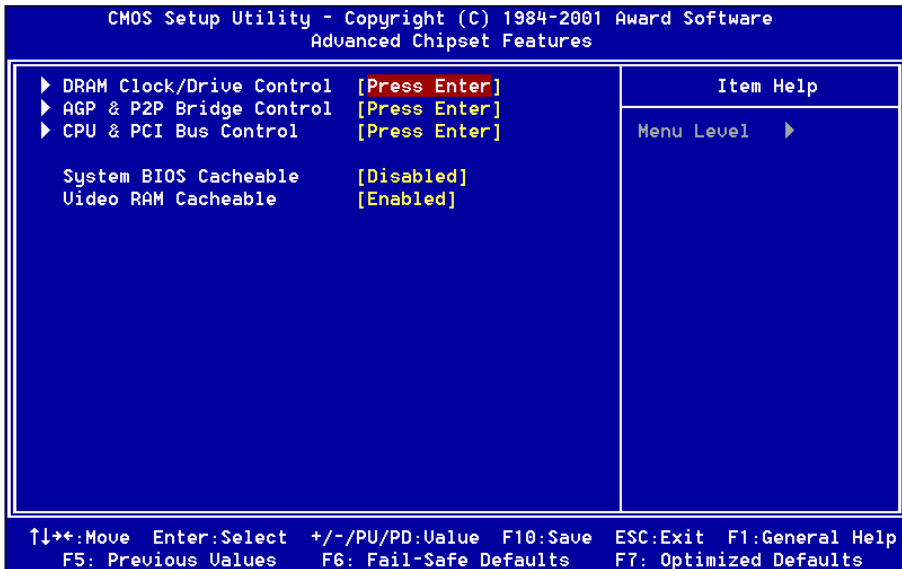 CMOS Setup Utility - Copyright (C) 1984-2001 Award Software
Advanced Chipset Features
DRAM Clock/Drive Control [Press Enter]
AGP & P2P Bridge Control [Press Enter]
CPU & PCI Bus Control [Press Enter]
System BIOS Cacheable [Disabled]
Video RAM Cacheable [Enabled]
Item Help
Menu Level
↑↓→←:Move Enter:Select +/-/PU/PD:Value F10:Save ESC:Exit F1:General Help
F5: Previous Values F6: Fail-Safe Defaults F7: Optimized Defaults